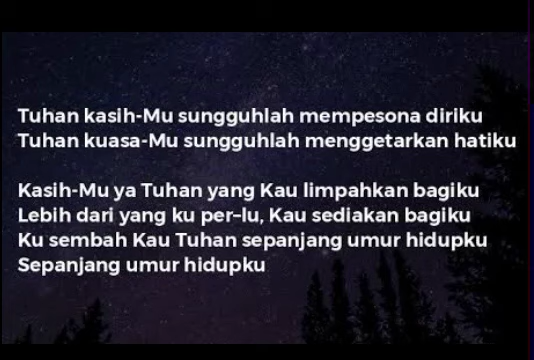 Tuhan kasih-Mu sungguhlah mempesona diriku
Tuhan kuasa-Mu sungguhlah menggetarkan hatiku
Kasih-Mu ya Tuhan yang Kau limpahkan bagiku
Lebih dari yang ku per-lu, Kau sediakan bagiku
Ku sembah Kau Tuhan sepanjang umur hidupku
Sepanjang umur hidupku